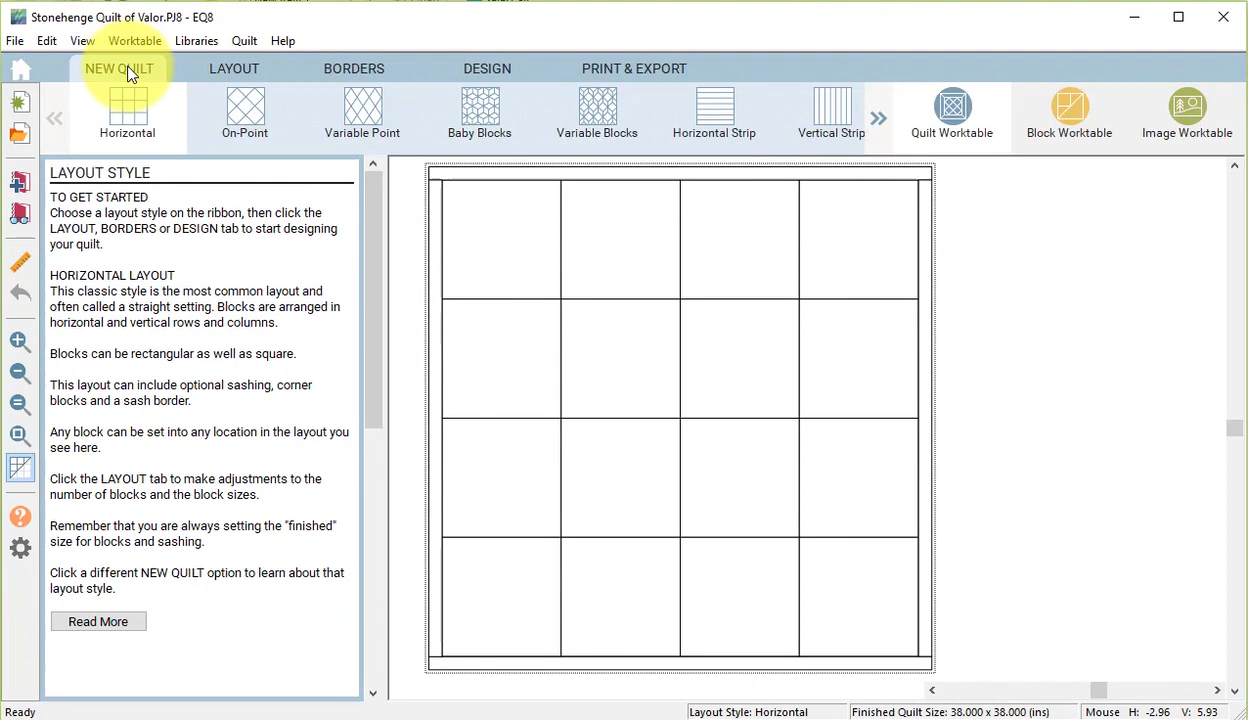 Stonehenge Quilt of Valor.PJ8 - EQ8
File Edit View Worktable Libraries Quilt Help
NEW QUILT LAYOUT BORDERS DESIGN PRINT & EXPORT
Horizontal On-Point Variable Point Baby Blocks Variable Blocks Horizontal Strip Vertical Strip Quilt Worktable Block Worktable Image Worktable
LAYOUT STYLE
TO GET STARTED
Choose a layout style on the ribbon, then click the
LAYOUT, BORDERS or DESIGN tab to start designing
your quilt.
HORIZONTAL LAYOUT
This classic style is the most common layout and
often called a straight setting. Blocks are arranged in
horizontal and vertical rows and columns.
Blocks can be rectangular as well as square.
This layout can include optional sashing, corner
blocks and a sash border.
Any block can be set into any location in the layout you
see here.
Click the LAYOUT tab to make adjustments to the
number of blocks and the block sizes.
Remember that you are always setting the "finished"
size for blocks and sashing.
Click a different NEW QUILT option to learn about that
layout style.
Read More
Ready Layout Style: Horizontal Finished Quilt Size: 38.000 x 38.000 (ins) Mouse H: -2.96 V: 5.93